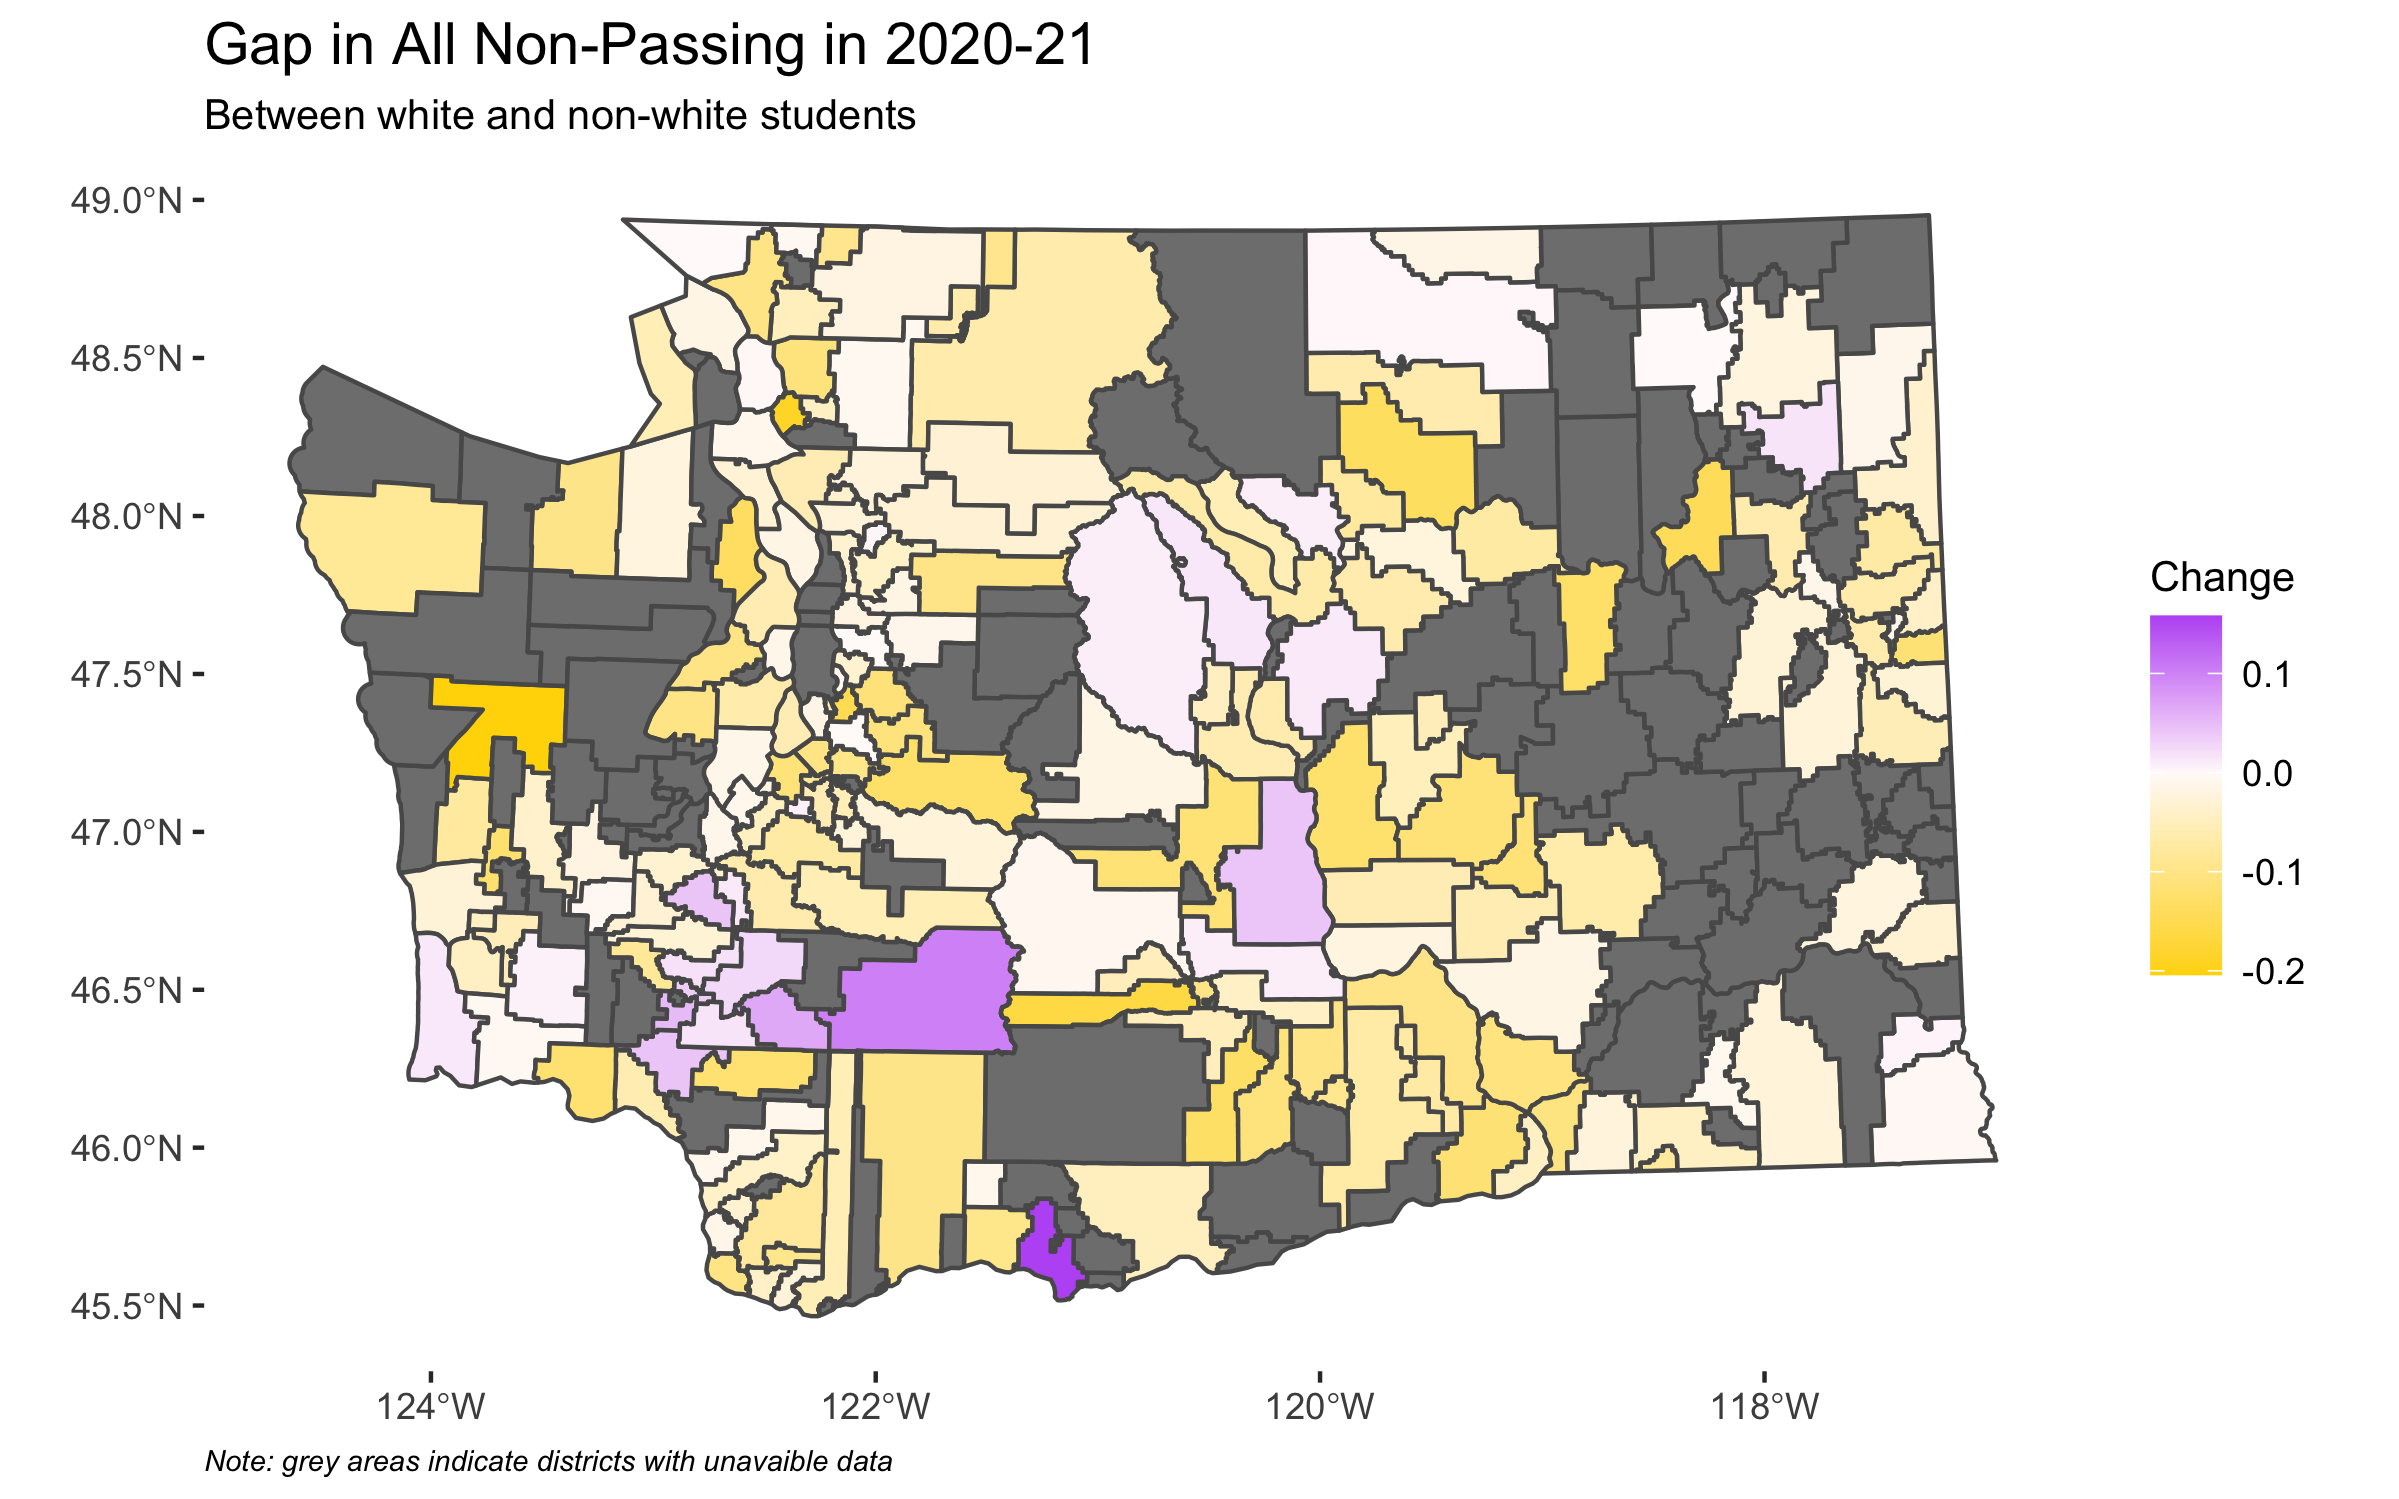 Gap in All Non-Passing in 2020-21
Between white and non-white students
49.0°N
48.5°N
48.0°N
47.5°N
47.0°N
46.5°N
46.0°N
45.5°N
124°W
122°W
120°W
118°W
Change
0.1
0.0
-0.1
-0.2
Note: grey areas indicate districts with unavaible data